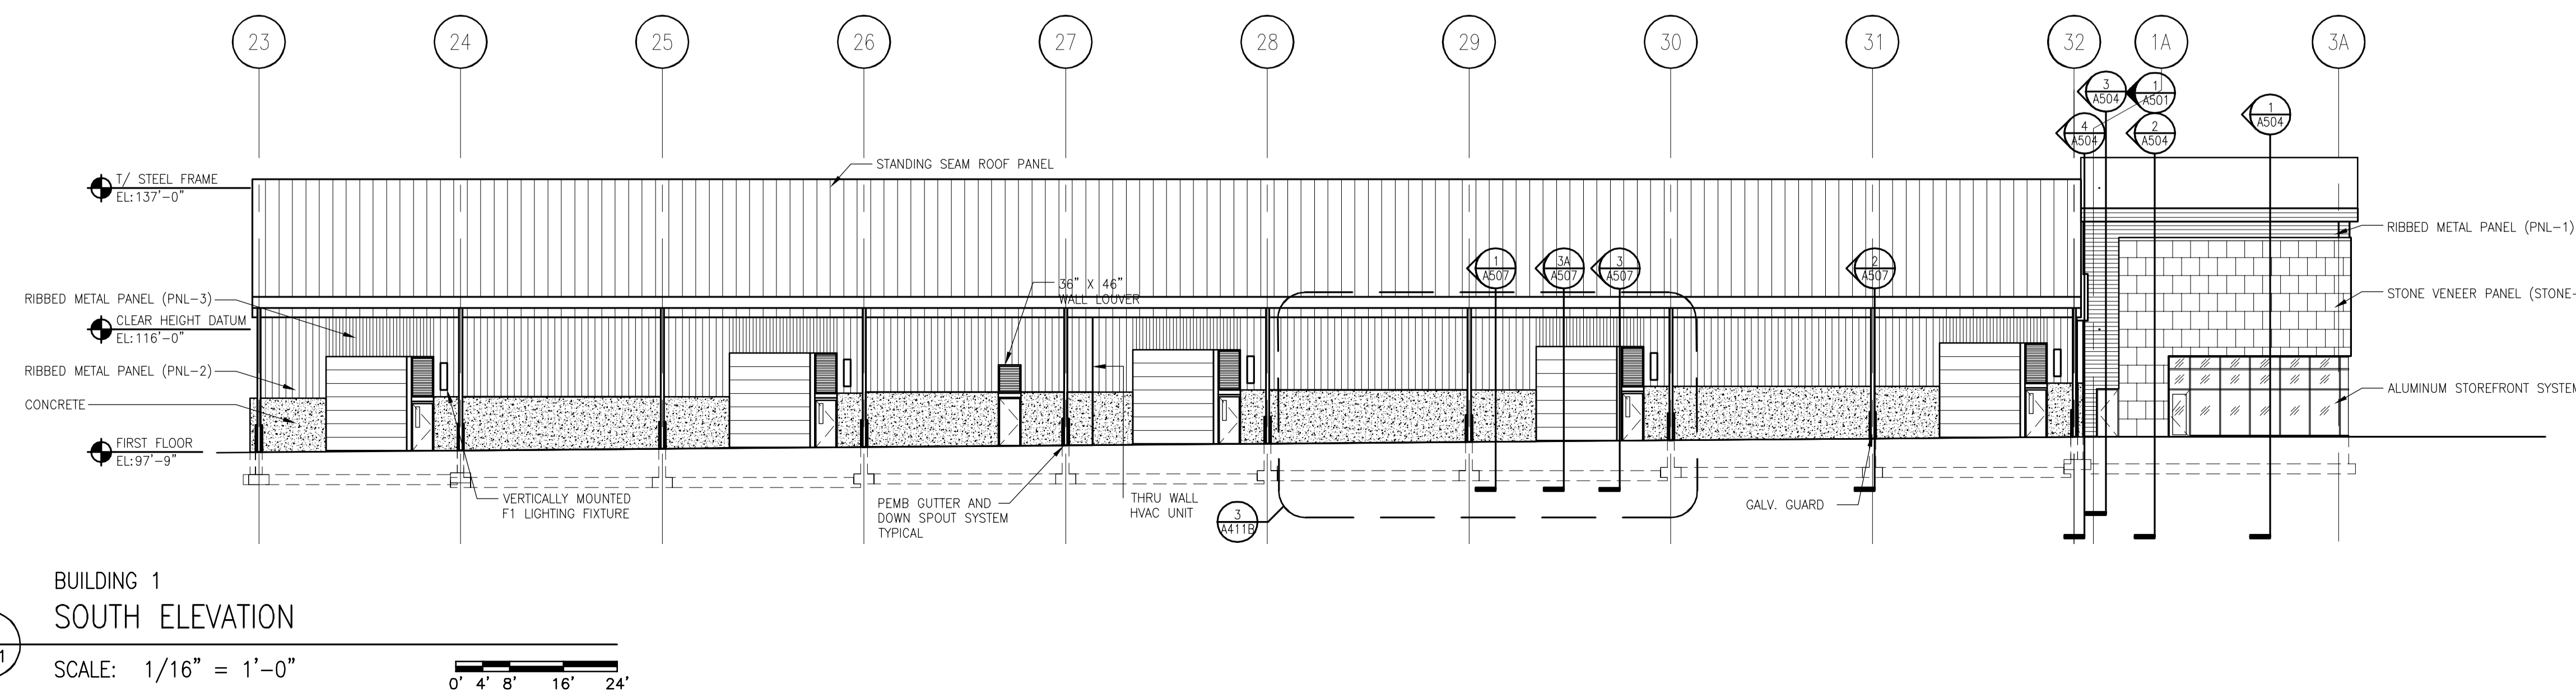 23 24 25 26 27 28 29 30 31 32 1A 3A
3
A504
1
A501
1
A504
4
A504
2
A504
STANDING SEAM ROOF PANEL
T/ STEEL FRAME
EL:137'-0"
RIBBED METAL PANEL (PNL-1)
1
A507
3A
A507
3
A507
2
A507
36" X 46"
WALL LOUVER
RIBBED METAL PANEL (PNL-3)
STONE VENEER PANEL (STONE-
CLEAR HEIGHT DATUM
EL:116'-0"
RIBBED METAL PANEL (PNL-2)
ALUMINUM STOREFRONT SYSTEM
CONCRETE
FIRST FLOOR
EL:97'-9"
VERTICALLY MOUNTED
F1 LIGHTING FIXTURE
PEMB GUTTER AND
DOWN SPOUT SYSTEM
TYPICAL
THRU WALL
HVAC UNIT
3
A411B
GALV. GUARD
BUILDING 1
SOUTH ELEVATION
1
SCALE: 1/16" = 1'-0"
0' 4' 8' 16' 24'